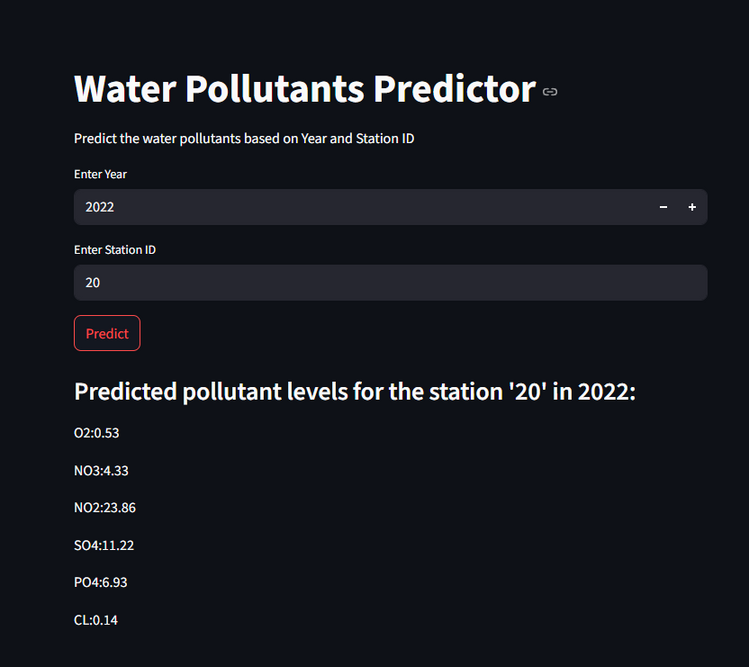 Water Pollutants Predictor
Predict the water pollutants based on Year and Station ID
Enter Year
2022
Enter Station ID
20
Predict
Predicted pollutant levels for the station '20' in 2022:
O2:0.53
NO3:4.33
NO2:23.86
SO4:11.22
PO4:6.93
CL:0.14